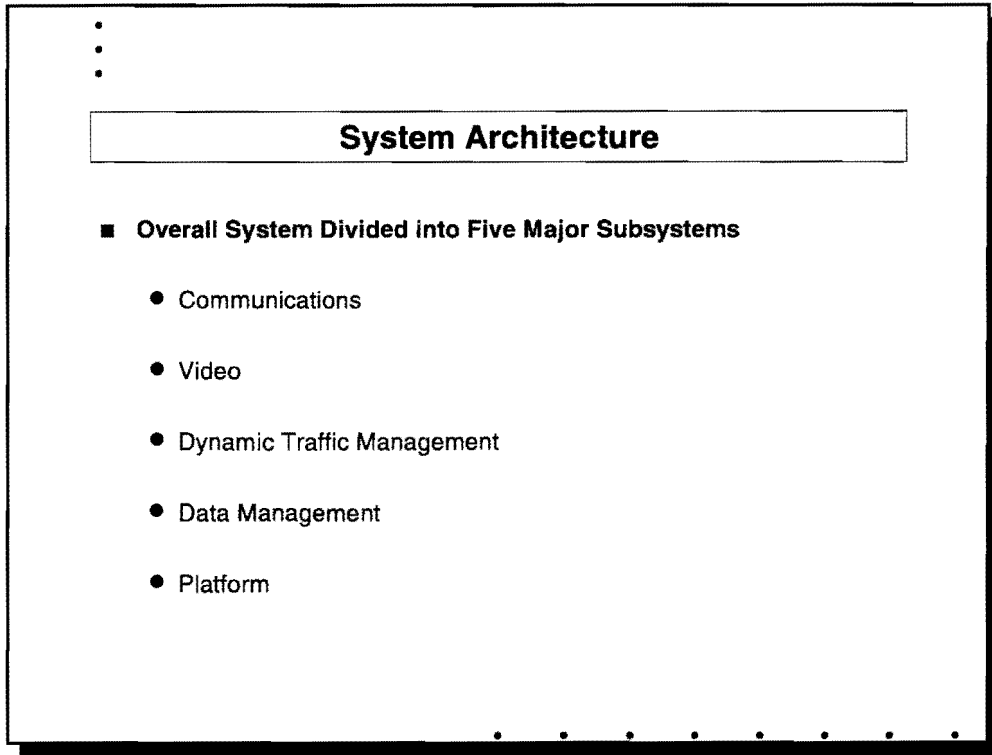 System Architecture
■ Overall System Divided into Five Major Subsystems
● Communications
● Video
● Dynamic Traffic Management
● Data Management
● Platform